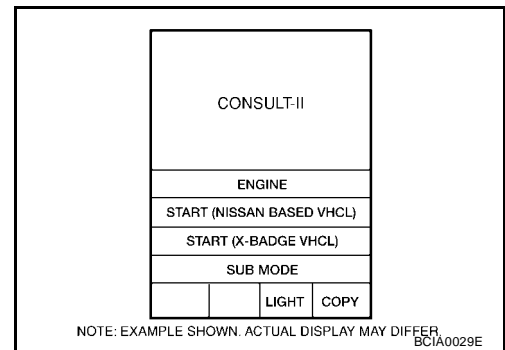 CONSULT-II
ENGINE
START (NISSAN BASED VHCL)
START (X-BADGE VHCL)
SUB MODE
LIGHT COPY
NOTE: EXAMPLE SHOWN. ACTUAL DISPLAY MAY DIFFER.
BCIA0029E